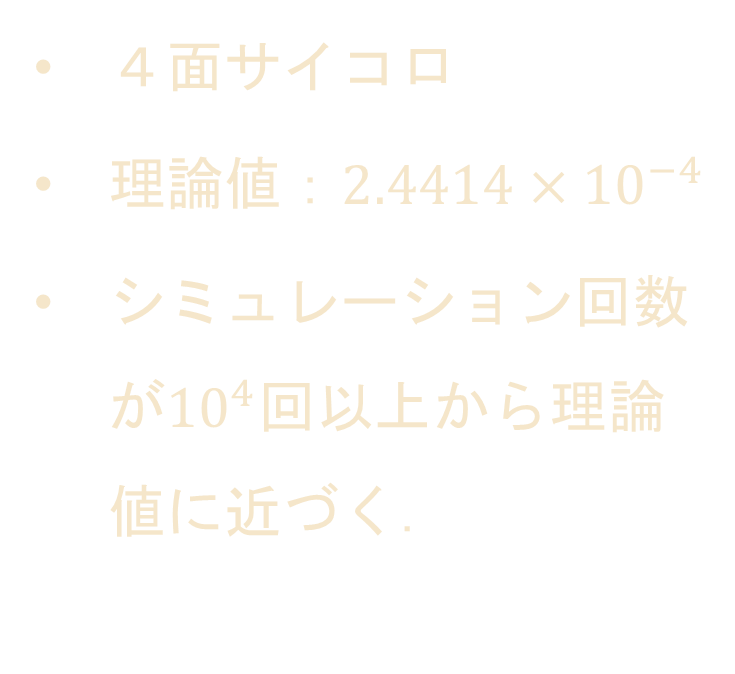 • ４面サイコロ
• 理論値：2.4414 × 10⁻⁴
• シミュレーション回数
が10⁴回以上から理論
値に近づく.